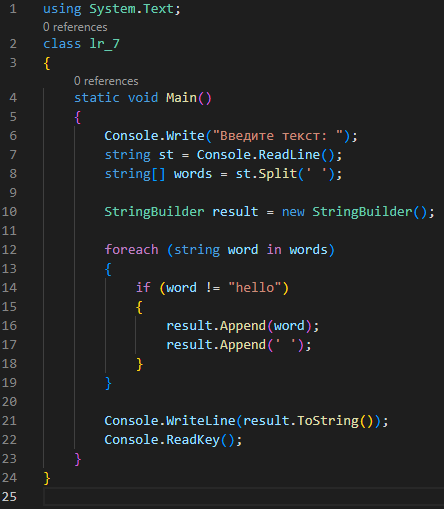 1 using System.Text;
0 references
2 class lr_7
3 {
0 references
4 static void Main()
5 {
6 Console.Write("Введите текст: ");
7 string st = Console.ReadLine();
8 string[] words = st.Split(' ');
9
10 StringBuilder result = new StringBuilder();
11
12 foreach (string word in words)
13 {
14 if (word != "hello")
15 {
16 result.Append(word);
17 result.Append(' ');
18 }
19 }
20
21 Console.WriteLine(result.ToString());
22 Console.ReadKey();
23 }
24 }
25